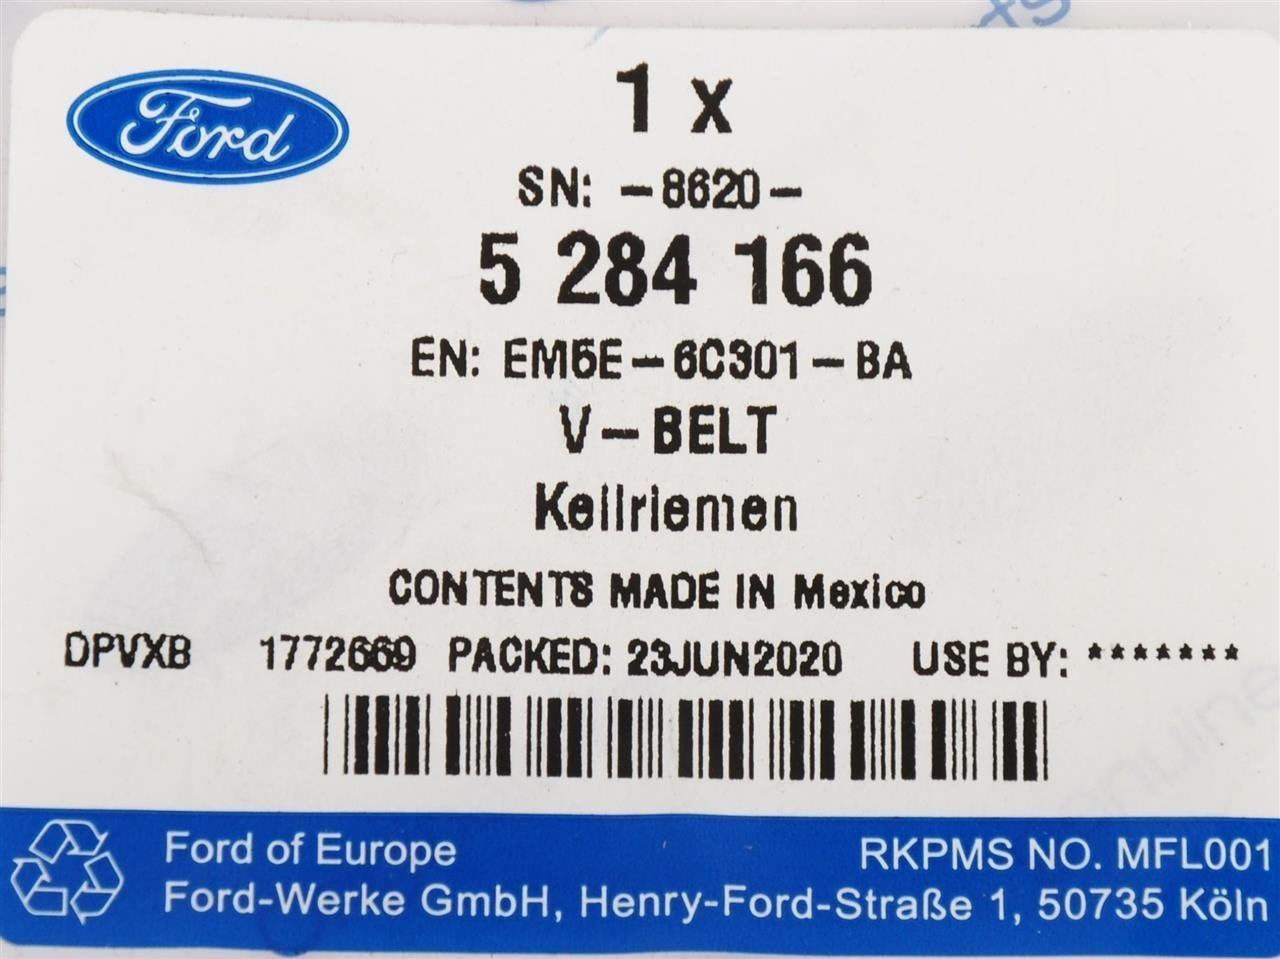 Ford
1 x
SN: -8620-
5 284 166
EN: EM5E-6C301-BA
V-BELT
Keilriemen
CONTENTS MADE IN Mexico
DPVXB 1772669 PACKED: 23JUN2020 USE BY: *******
Ford of Europe
RKPMS NO. MFL001
Ford-Werke GmbH, Henry-Ford-Straße 1, 50735 Köln